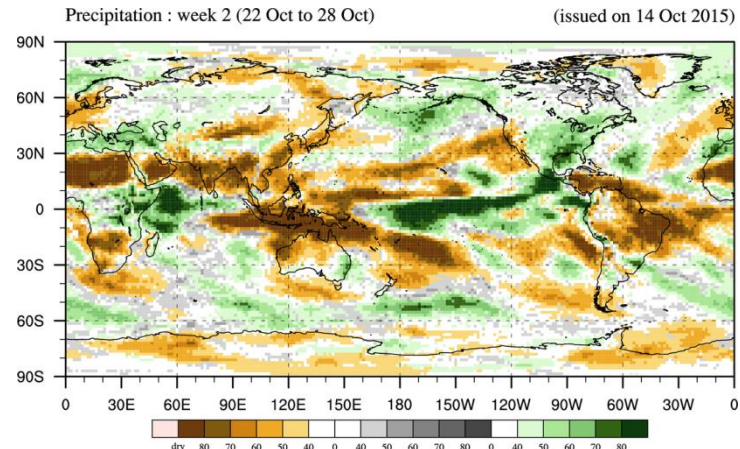 Precipitation : week 2 (22 Oct to 28 Oct) (issued on 14 Oct 2015)
90N
60N
30N
0
30S
60S
90S
0 30E 60E 90E 120E 150E 180 150W 120W 90W 60W 30W 0
dry 80 70 60 50 40 0 40 50 60 70 80 0 40 50 60 70 80